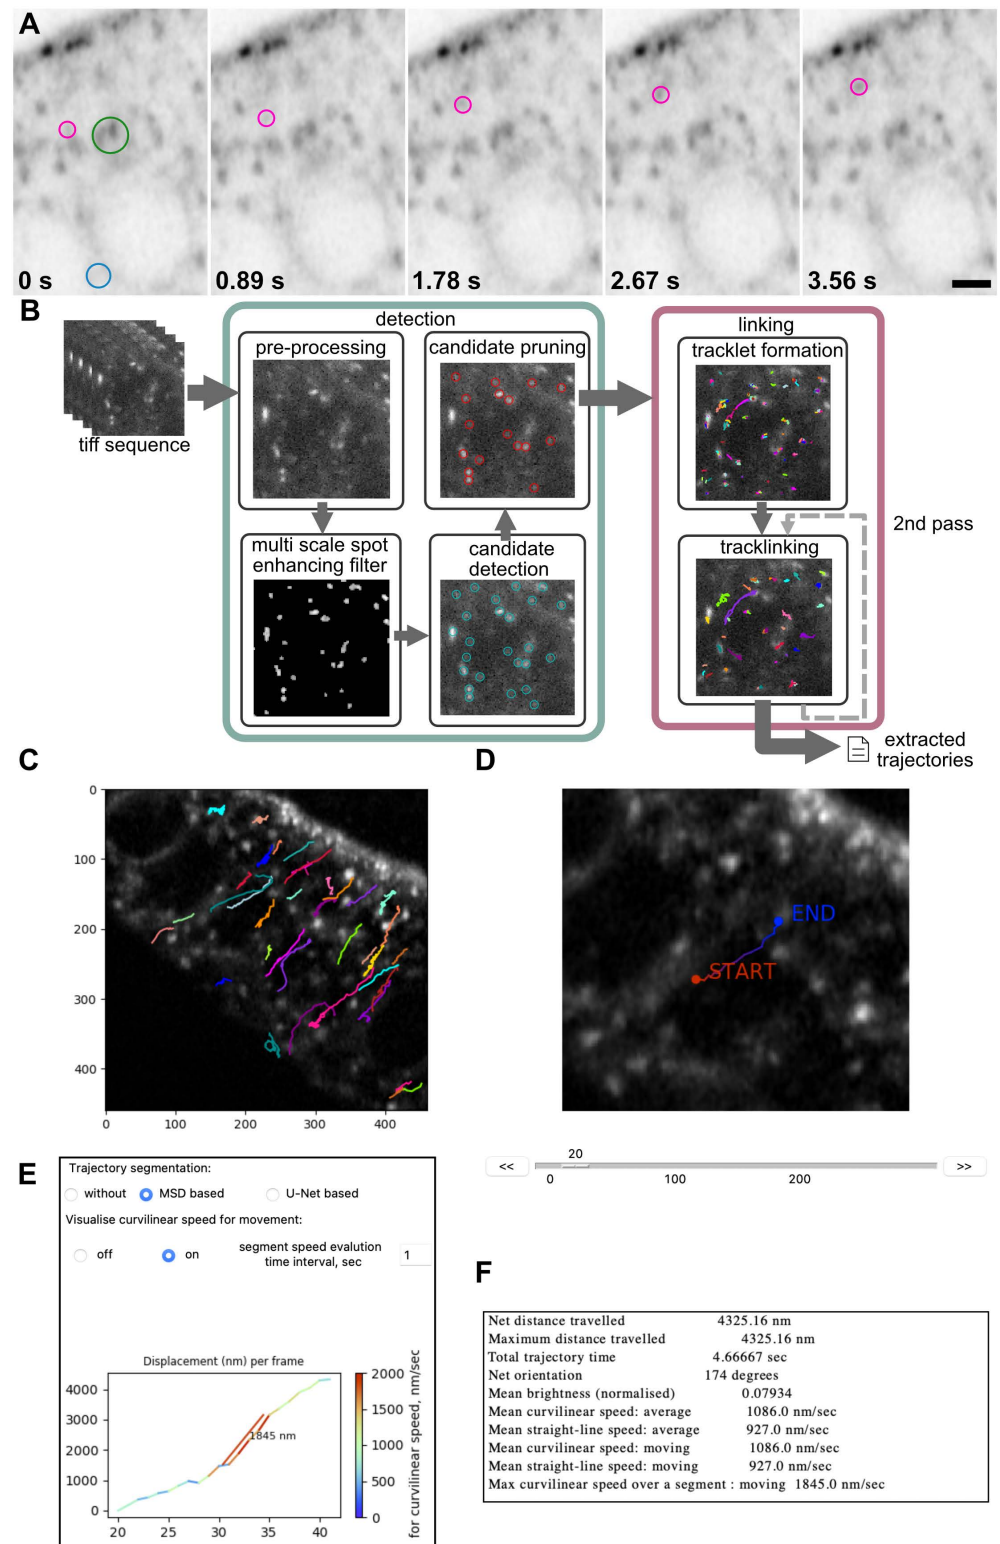 A
0 s
0.89 s
1.78 s
2.67 s
3.56 s
B
detection
linking
pre-processing
candidate pruning
tracklet formation
tiff sequence
multi scale spot
enhancing filter
candidate
detection
tracklinking
2nd pass
extracted
trajectories
C
0
100
200
300
400
0
100
200
300
400
D
START
END
<<
20
0
100
200
>>
E
Trajectory segmentation:
without
MSD based
U-Net based
Visualise curvilinear speed for movement:
off
on
segment speed evalution
time interval, sec
1
Displacement (nm) per frame
4000
3000
2000
1000
0
1845 nm
20
25
30
35
40
2000
1500
1000
500
0
for curvilinear speed, nm/sec
F
Net distance travelled 4325.16 nm
Maximum distance travelled 4325.16 nm
Total trajectory time 4.66667 sec
Net orientation 174 degrees
Mean brightness (normalised) 0.07934
Mean curvilinear speed: average 1086.0 nm/sec
Mean straight-line speed: average 927.0 nm/sec
Mean curvilinear speed: moving 1086.0 nm/sec
Mean straight-line speed: moving 927.0 nm/sec
Max curvilinear speed over a segment : moving 1845.0 nm/sec